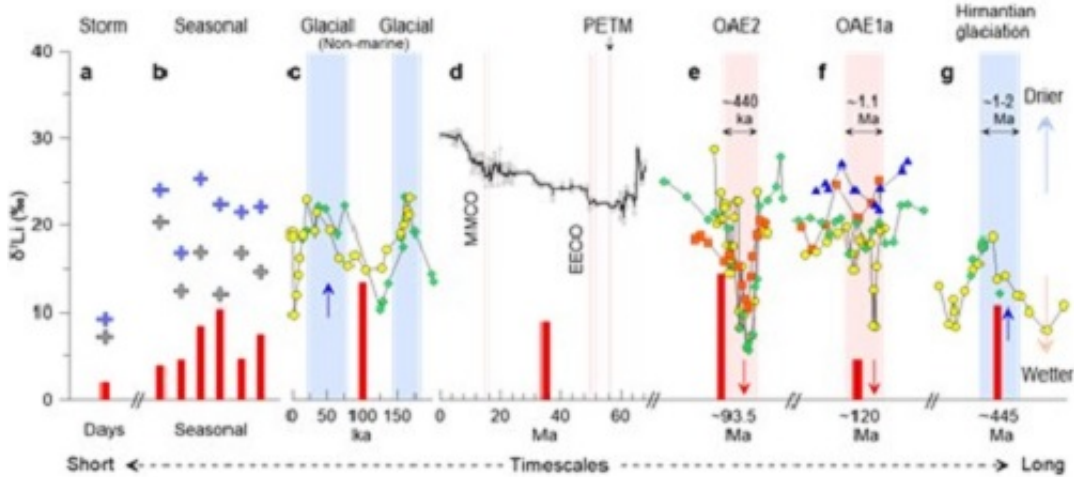 Storm Seasonal Glacial Glacial PETM OAE2 OAE1a Hirnantian
(Non-marine) glaciation
40
a b c d e f g
Drier
~440 ka
~1.1 Ma
~1-2 Ma
30
20
10
0
δ⁷Li (‰)
MMCO
EEOO
Wetter
0 50 100 150 0 20 40 60 ~93.5 ~120 ~445
Days Seasonal ka Ma Ma Ma Ma
Short Timescales Long